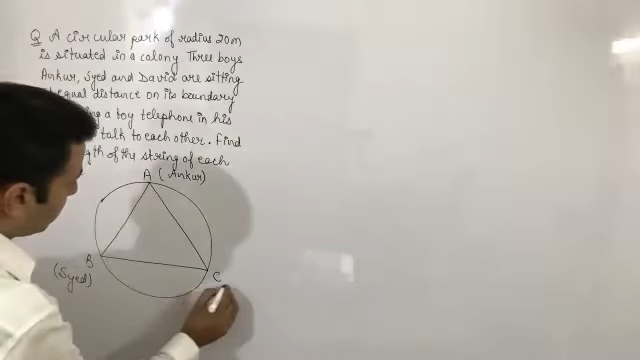 Q A circular park of radius 20m
is situated in a colony Three boys
Ankur, Syed and David are sitting
equal distance on its boundary
a toy telephone in his
talk to each other. Find
of the string of each
A (Ankur)
B
(Syed)
C